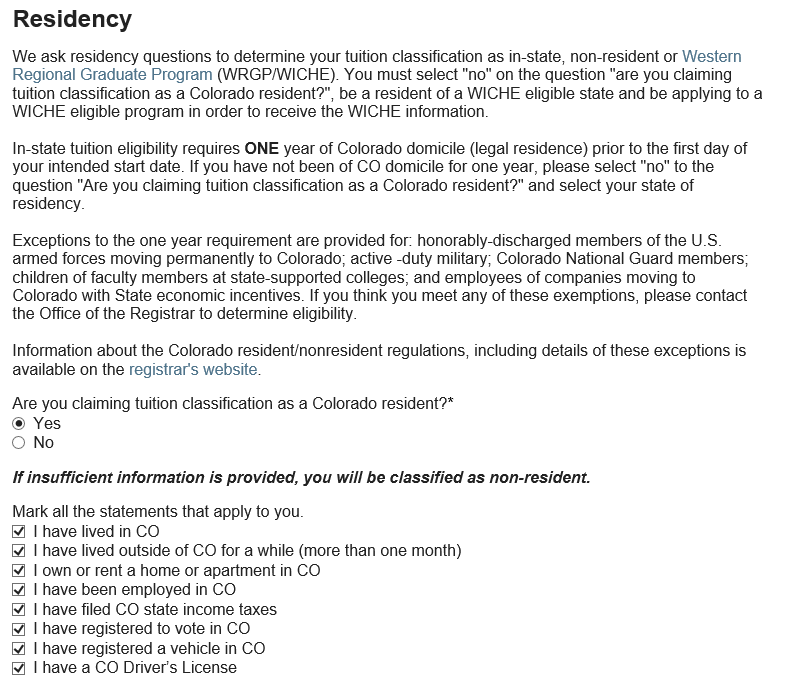 Residency
We ask residency questions to determine your tuition classification as in-state, non-resident or Western
Regional Graduate Program (WRGP/WICHE). You must select "no" on the question "are you claiming
tuition classification as a Colorado resident?", be a resident of a WICHE eligible state and be applying to a
WICHE eligible program in order to receive the WICHE information.
In-state tuition eligibility requires ONE year of Colorado domicile (legal residence) prior to the first day of
your intended start date. If you have not been of CO domicile for one year, please select "no" to the
question "Are you claiming tuition classification as a Colorado resident?" and select your state of
residency.
Exceptions to the one year requirement are provided for: honorably-discharged members of the U.S.
armed forces moving permanently to Colorado; active -duty military; Colorado National Guard members;
children of faculty members at state-supported colleges; and employees of companies moving to
Colorado with State economic incentives. If you think you meet any of these exemptions, please contact
the Office of the Registrar to determine eligibility.
Information about the Colorado resident/nonresident regulations, including details of these exceptions is
available on the registrar's website.
Are you claiming tuition classification as a Colorado resident?*
Yes
No
If insufficient information is provided, you will be classified as non-resident.
Mark all the statements that apply to you.
I have lived in CO
I have lived outside of CO for a while (more than one month)
I own or rent a home or apartment in CO
I have been employed in CO
I have filed CO state income taxes
I have registered to vote in CO
I have registered a vehicle in CO
I have a CO Driver's License